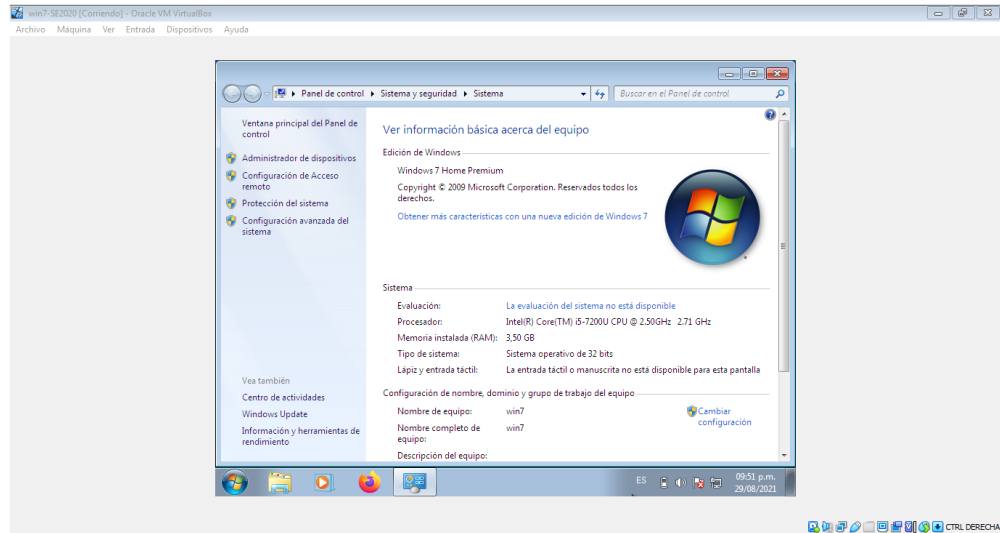 win7-SE2020 [Corriendo] - Oracle VM VirtualBox
Archivo Máquina Ver Entrada Dispositivos Ayuda
Panel de control Sistema y seguridad Sistema
Buscar en el Panel de control
Ventana principal del Panel de
control
Administrador de dispositivos
Configuración de Acceso
remoto
Protección del sistema
Configuración avanzada del
sistema
Vea también
Centro de actividades
Windows Update
Información y herramientas de
rendimiento
Ver información básica acerca del equipo
Edición de Windows
Windows 7 Home Premium
Copyright © 2009 Microsoft Corporation. Reservados todos los
derechos.
Obtener más características con una nueva edición de Windows 7
Sistema
Evaluación: La evaluación del sistema no está disponible
Procesador: Intel(R) Core(TM) i5-7200U CPU @ 2.50GHz 2.71 GHz
Memoria instalada (RAM): 3,50 GB
Tipo de sistema: Sistema operativo de 32 bits
Lápiz y entrada táctil: La entrada táctil o manuscrita no está disponible para esta pantalla
Configuración de nombre, dominio y grupo de trabajo del equipo
Nombre de equipo: win7
Cambiar
configuración
Nombre completo de
equipo: win7
Descripción del equipo:
ES
09:51 p.m.
29/08/2021
CTRL DERECHA